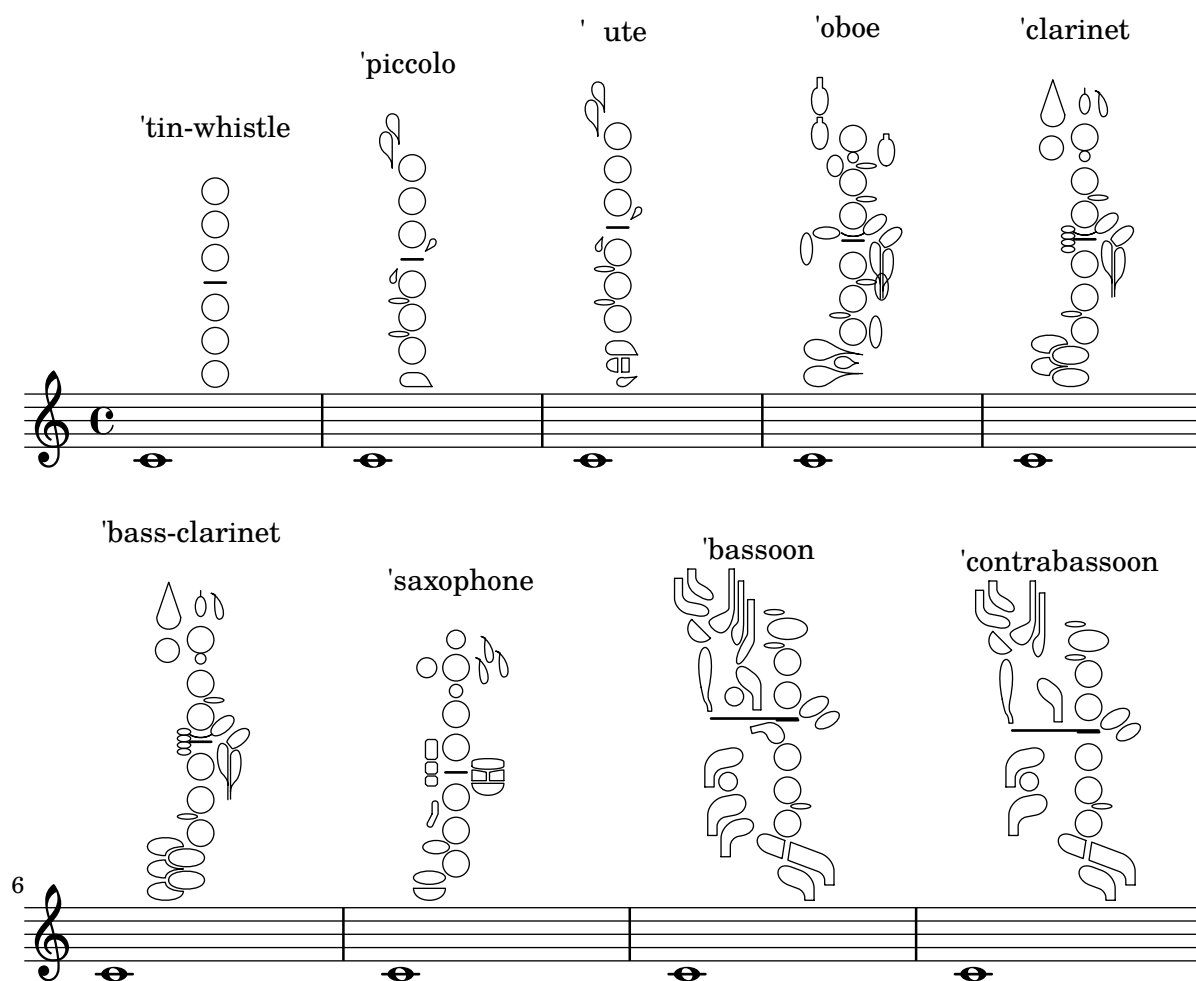 'tin-whistle
'piccolo
' ute
'oboe
'clarinet
'bass-clarinet
'saxophone
'bassoon
'contrabassoon
6